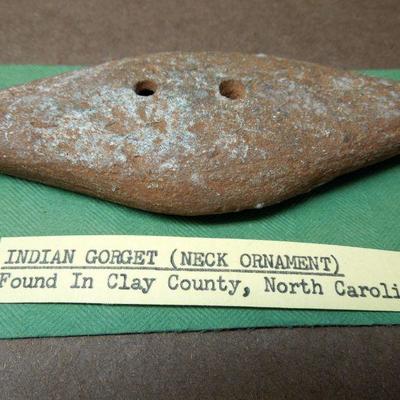 INDIAN GORGET (NECK ORNAMENT)
Found In Clay County, North Caroli